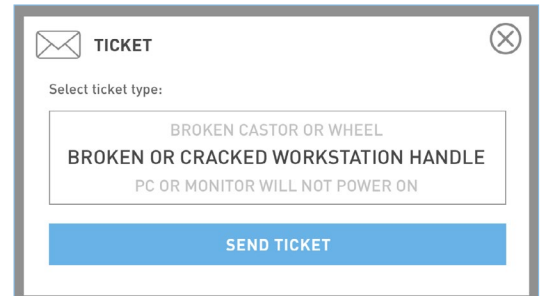 TICKET
Select ticket type:
BROKEN CASTOR OR WHEEL
BROKEN OR CRACKED WORKSTATION HANDLE
PC OR MONITOR WILL NOT POWER ON
SEND TICKET